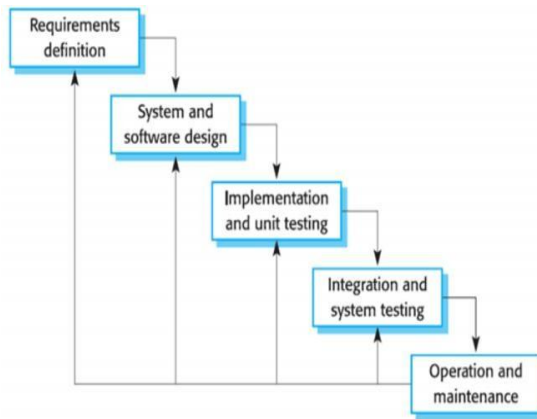 Requirements
definition
System and
software design
Implementation
and unit testing
Integration and
system testing
Operation and
maintenance